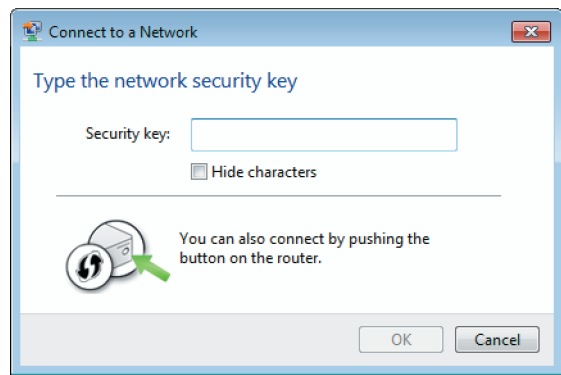 Connect to a Network
Type the network security key
Security key:
Hide characters
You can also connect by pushing the
button on the router.
OK
Cancel